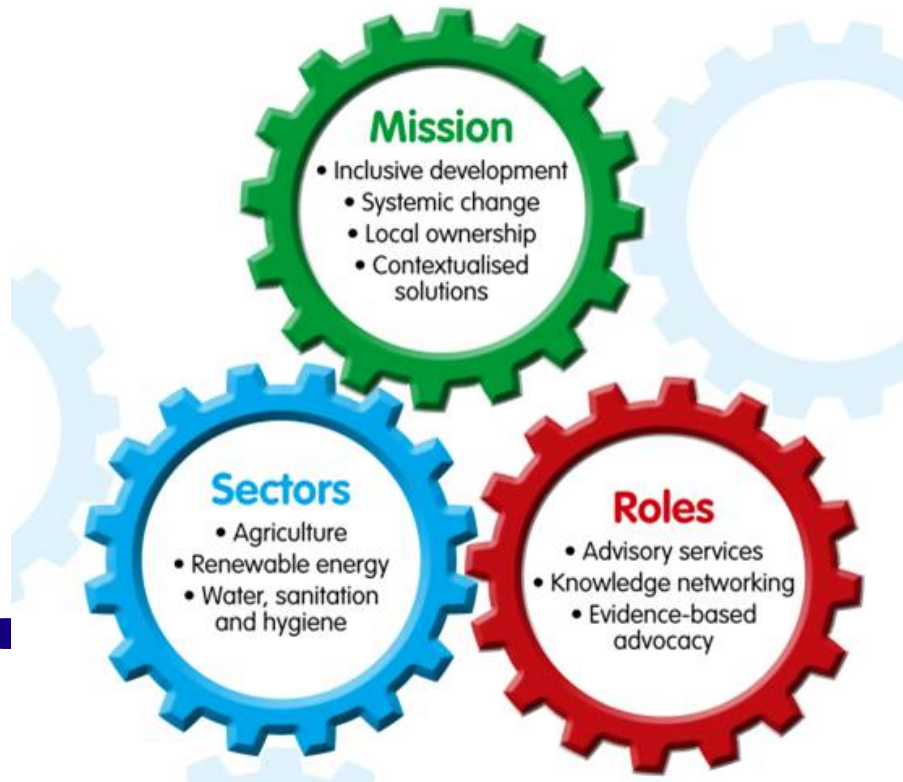 Mission
• Inclusive development
• Systemic change
• Local ownership
• Contextualised
solutions
Sectors
• Agriculture
• Renewable energy
• Water, sanitation
and hygiene
Roles
• Advisory services
• Knowledge networking
• Evidence-based
advocacy